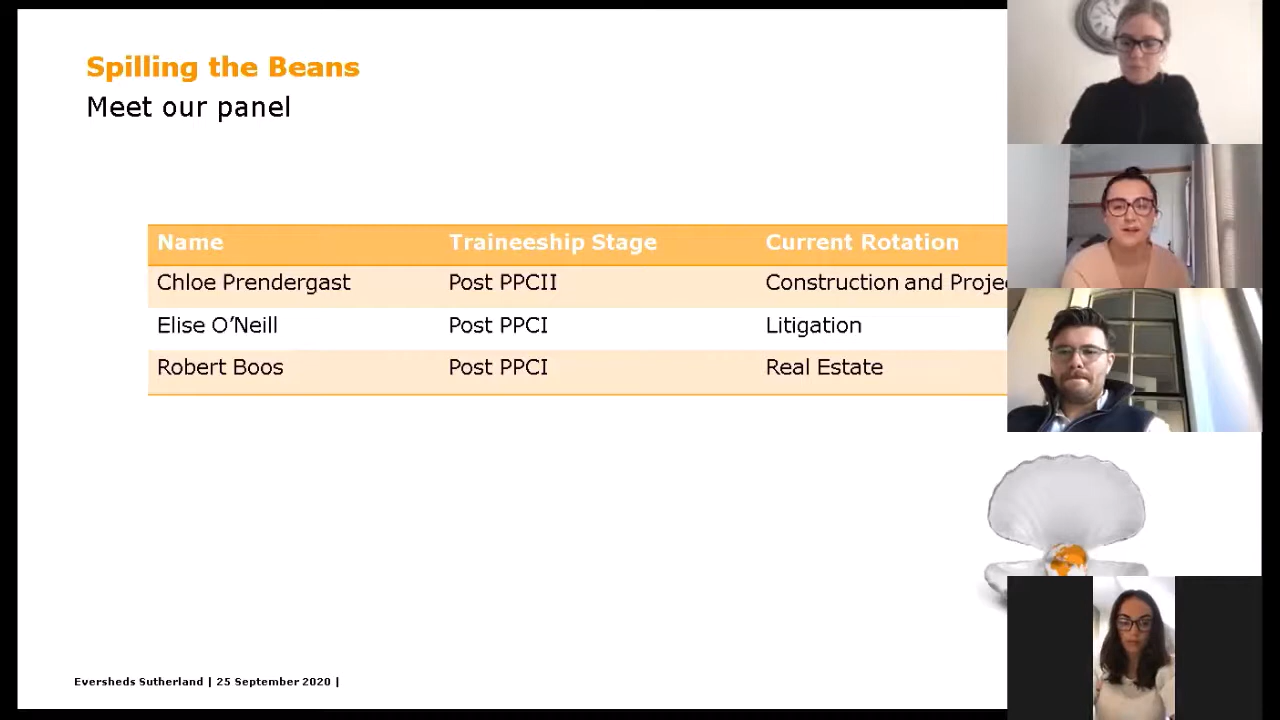 Spilling the Beans
Meet our panel
Name Traineeship Stage Current Rotation
Chloe Prendergast Post PPCII Construction and Projec
Elise O’Neill Post PPCI Litigation
Robert Boos Post PPCI Real Estate
Eversheds Sutherland | 25 September 2020 |